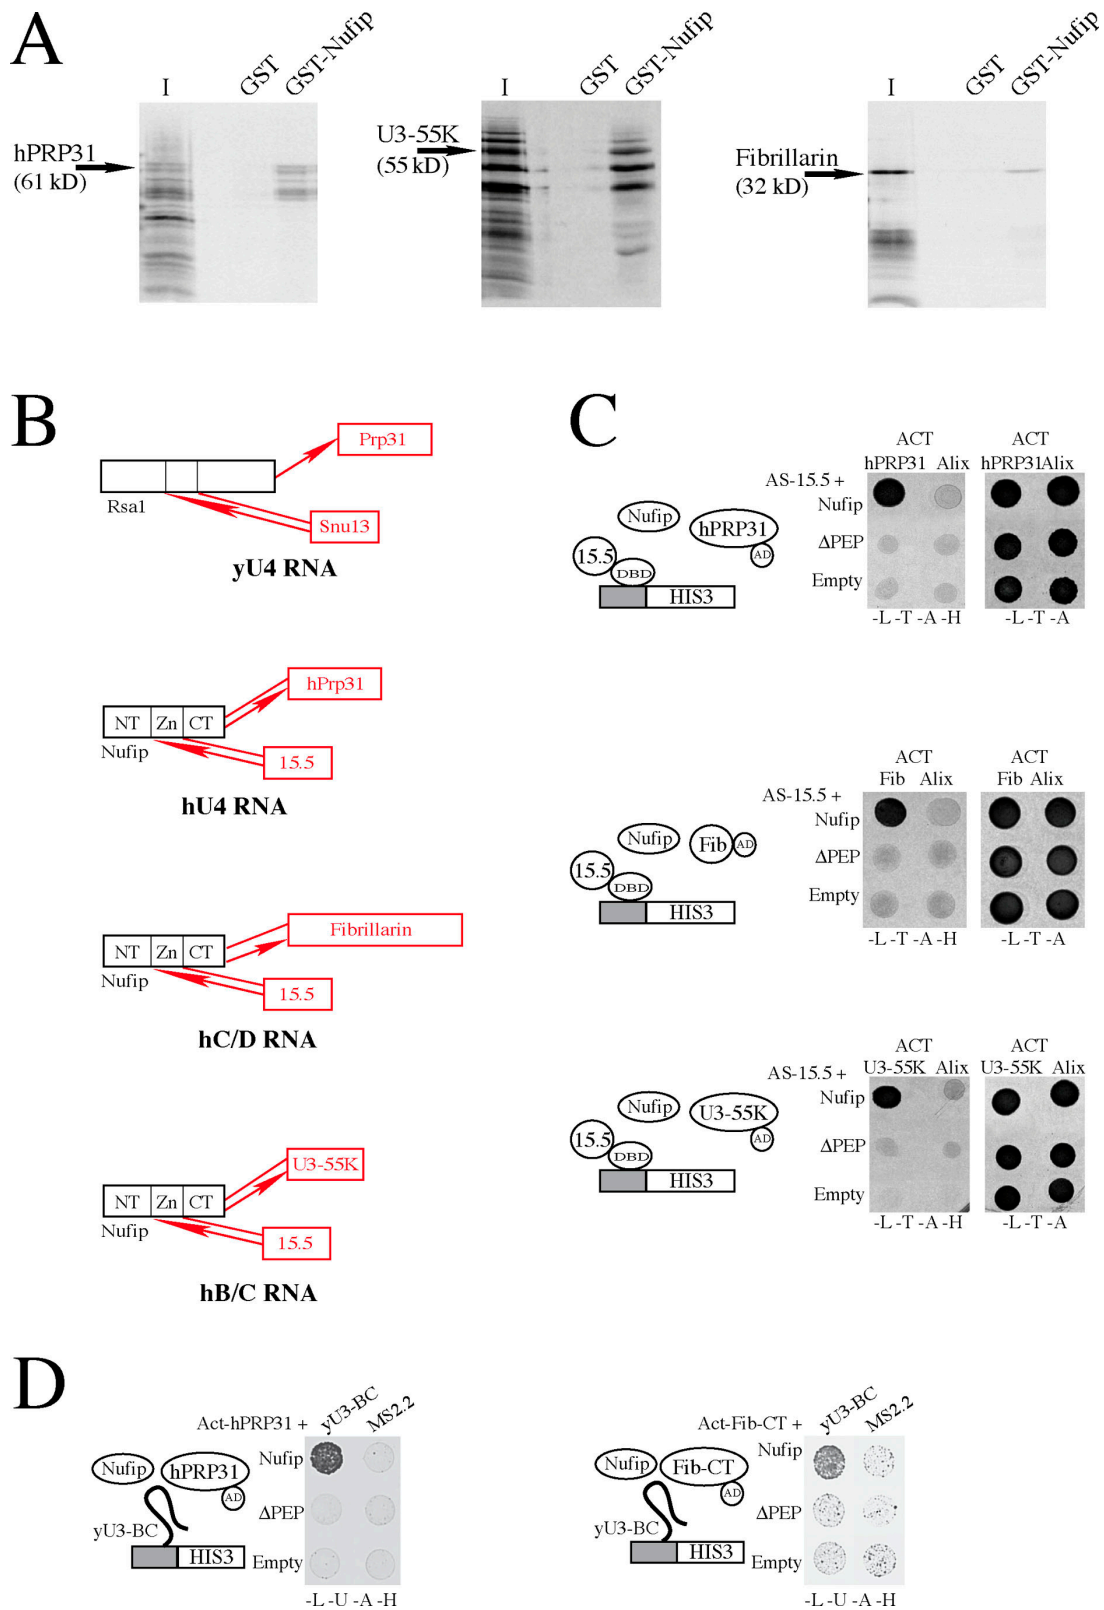 A
I GST GST-Nufip
hPRP31
(61 kD)
I GST GST-Nufip
U3-55K
(55 kD)
I GST GST-Nufip
Fibrillarin
(32 kD)
B
Prp31
Rsa1
Snu13
yU4 RNA
hPrp31
NT Zn CT
Nufip
15.5
hU4 RNA
Fibrillarin
NT Zn CT
Nufip
15.5
hC/D RNA
U3-55K
NT Zn CT
Nufip
15.5
hB/C RNA
C
ACT ACT
hPRP31 Alix hPRP31 Alix
AS-15.5 +
Nufip
ΔPEP
Empty
-L -T -A -H -L -T -A
Nufip hPRP31
15.5 AD
DBD
HIS3
ACT ACT
Fib Alix Fib Alix
AS-15.5 +
Nufip
ΔPEP
Empty
-L -T -A -H -L -T -A
Nufip Fib AD
15.5
DBD
HIS3
ACT ACT
U3-55K Alix U3-55K Alix
AS-15.5 +
Nufip
ΔPEP
Empty
-L -T -A -H -L -T -A
Nufip U3-55K
15.5 AD
DBD
HIS3
D
Act-hPRP31 + yU3-BC MS2.2
Nufip
ΔPEP
Empty
-L -U -A -H
Nufip hPRP31
AD
yU3-BC
HIS3
Act-Fib-CT + yU3-BC MS2.2
Nufip
ΔPEP
Empty
-L -U -A -H
Nufip Fib-CT
AD
yU3-BC
HIS3